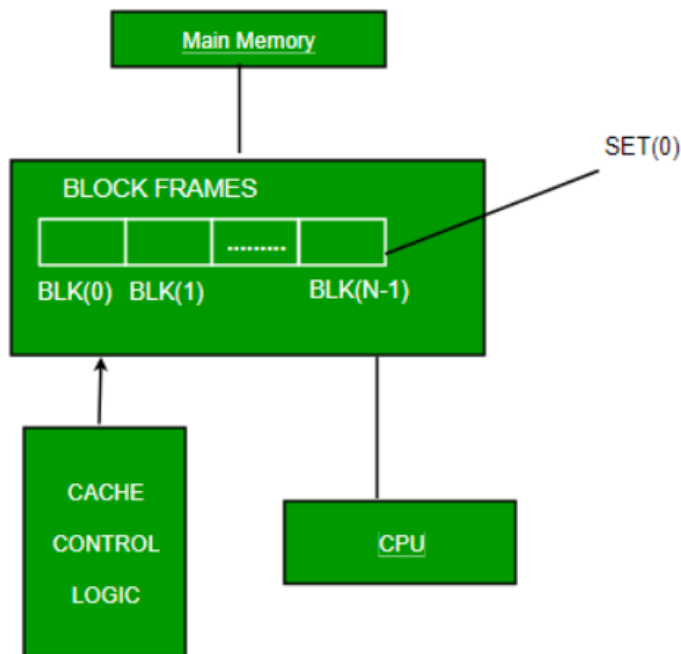 Main Memory
SET(0)
BLOCK FRAMES
.........
BLK(0) BLK(1) BLK(N-1)
CACHE
CONTROL
LOGIC
CPU